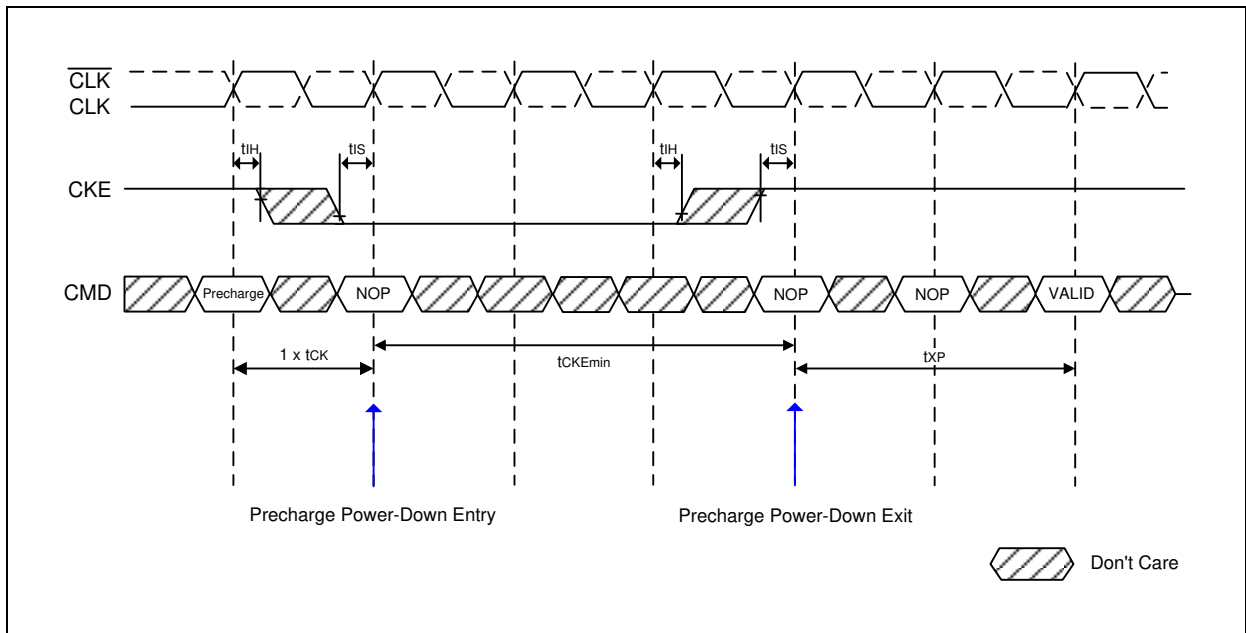 CLK
CLK
tIH
tIS
tIH
tIS
CKE
CMD
Precharge
NOP
NOP
NOP
VALID
1 x tCK
tCKEmin
tXP
Precharge Power-Down Entry
Precharge Power-Down Exit
Don't Care